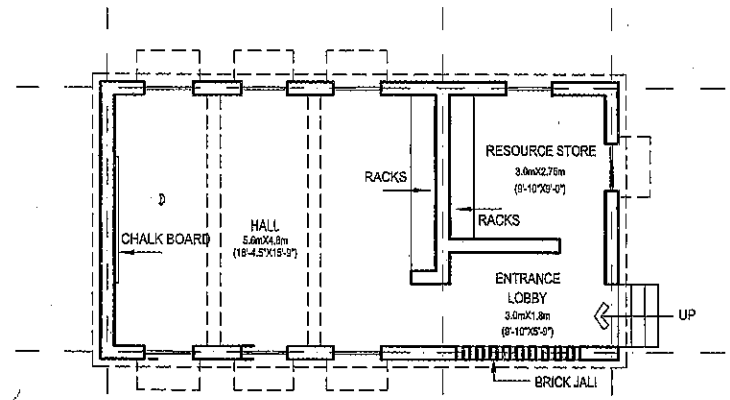 RESOURCE STORE
3.0mX2.75m
(9'-10"X9'-0")
RACKS
RACKS
HALL
5.6mX4.8m
(18'-4.5"X15'-9")
CHALK BOARD
ENTRANCE
LOBBY
3.0mX1.8m
(9'-10"X5'-9")
UP
BRICK JALI